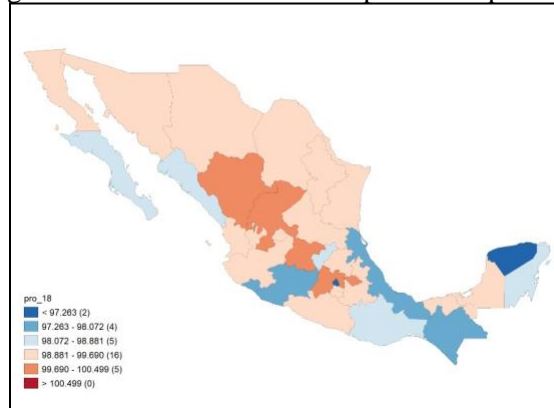 pro_18
< 97.263 (2)
97.263 - 98.072 (4)
98.072 - 98.881 (5)
98.881 - 99.690 (16)
99.690 - 100.499 (5)
> 100.499 (0)